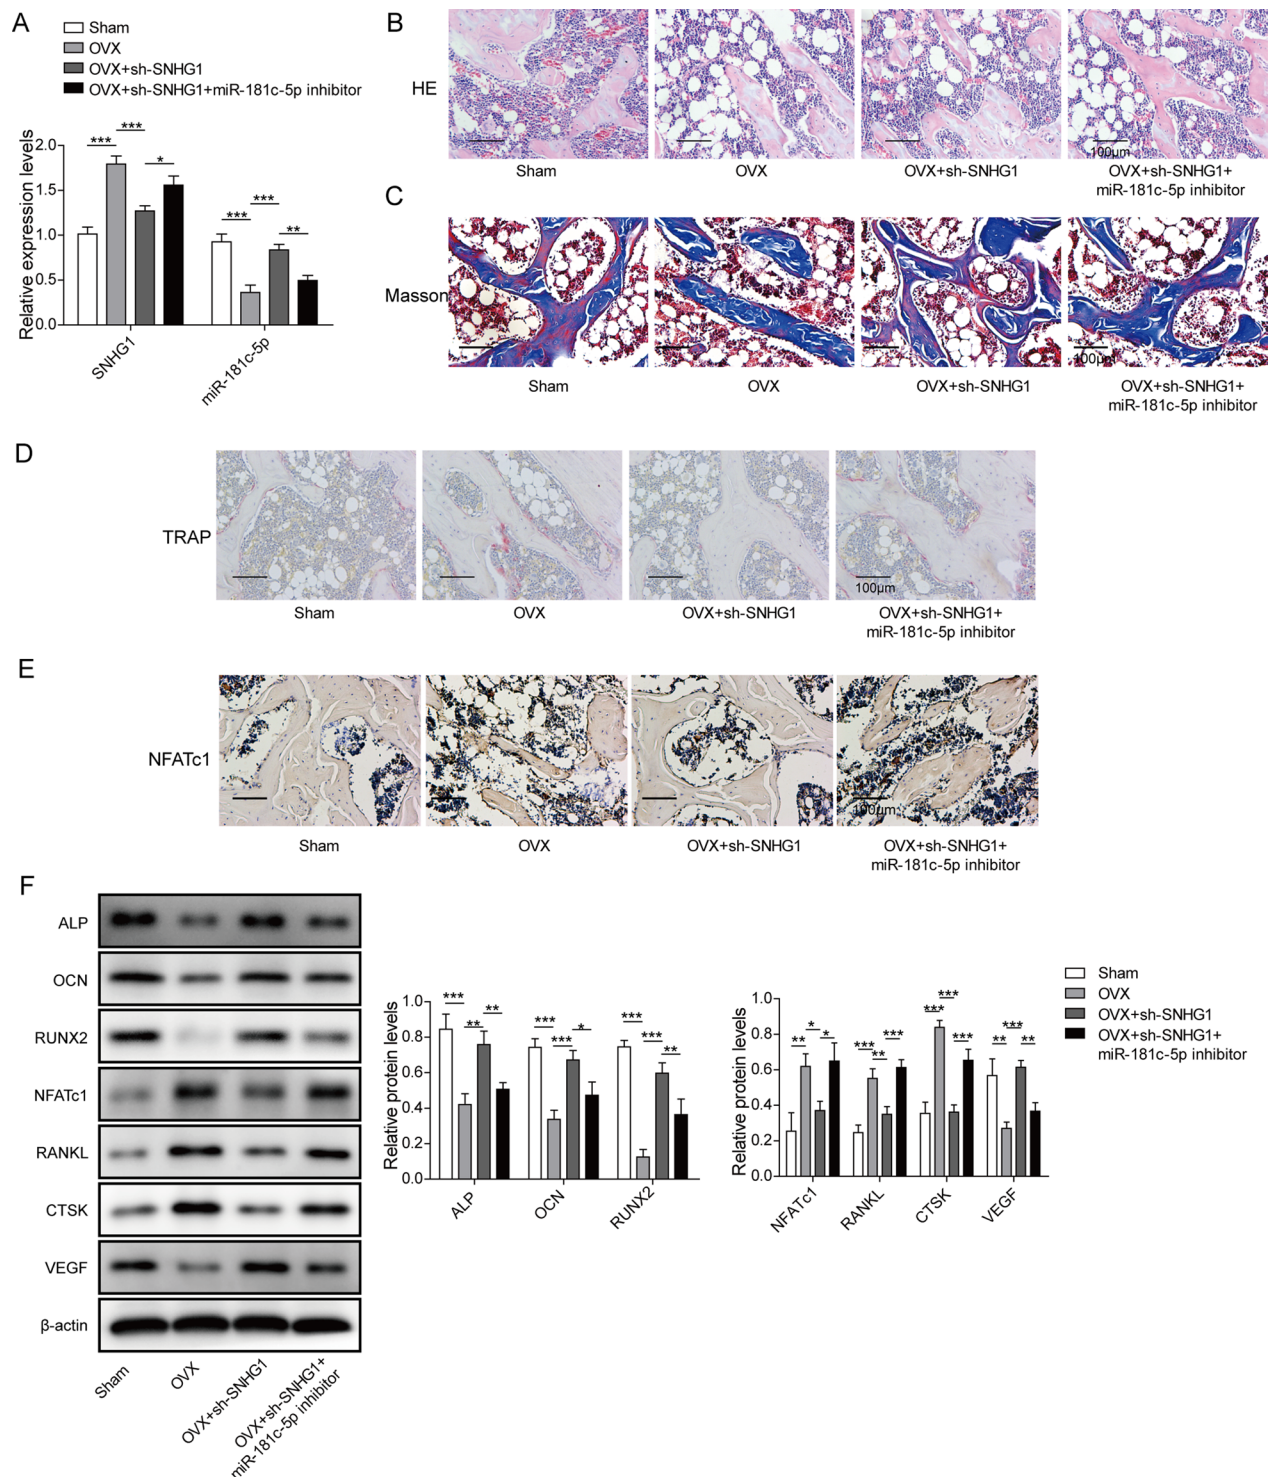 A
Sham
OVX
OVX+sh-SNHG1
OVX+sh-SNHG1+miR-181c-5p inhibitor
Relative expression levels
2.0
1.5
1.0
0.5
0.0
***
***
*
***
***
**
SNHG1
miR-181c-5p
B
HE
100μm
Sham
OVX
OVX+sh-SNHG1
OVX+sh-SNHG1+
miR-181c-5p inhibitor
C
Masson
100μm
Sham
OVX
OVX+sh-SNHG1
OVX+sh-SNHG1+
miR-181c-5p inhibitor
D
TRAP
100μm
Sham
OVX
OVX+sh-SNHG1
OVX+sh-SNHG1+
miR-181c-5p inhibitor
E
NFATc1
100μm
Sham
OVX
OVX+sh-SNHG1
OVX+sh-SNHG1+
miR-181c-5p inhibitor
F
ALP
OCN
RUNX2
NFATc1
RANKL
CTSK
VEGF
β-actin
Sham
OVX
OVX+sh-SNHG1
OVX+sh-SNHG1+
miR-181c-5p inhibitor
Relative protein levels
1.0
0.8
0.6
0.4
0.2
0.0
***
**
**
***
***
*
***
***
**
ALP
OCN
RUNX2
Relative protein levels
1.0
0.8
0.6
0.4
0.2
0.0
**
*
*
***
**
***
***
***
***
**
***
**
NFATc1
RANKL
CTSK
VEGF
Sham
OVX
OVX+sh-SNHG1
OVX+sh-SNHG1+
miR-181c-5p inhibitor